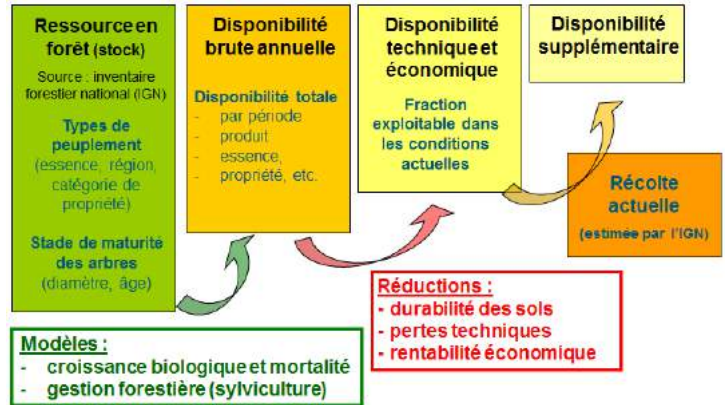 Ressource en
forêt (stock)
Source : inventaire
forestier national (IGN)
Types de
peuplement
(essence, région,
catégorie de
propriété)
Stade de maturité
des arbres
(diamètre, âge)
Disponibilité
brute annuelle
Disponibilité totale
- par période
- produit
- essence,
- propriété, etc.
Disponibilité
technique et
économique
Fraction
exploitable dans
les conditions
actuelles
Disponibilité
supplémentaire
Récolte
actuelle
(estimée par l'IGN)
Réductions :
- durabilité des sols
- pertes techniques
- rentabilité économique
Modèles :
- croissance biologique et mortalité
- gestion forestière (sylviculture)